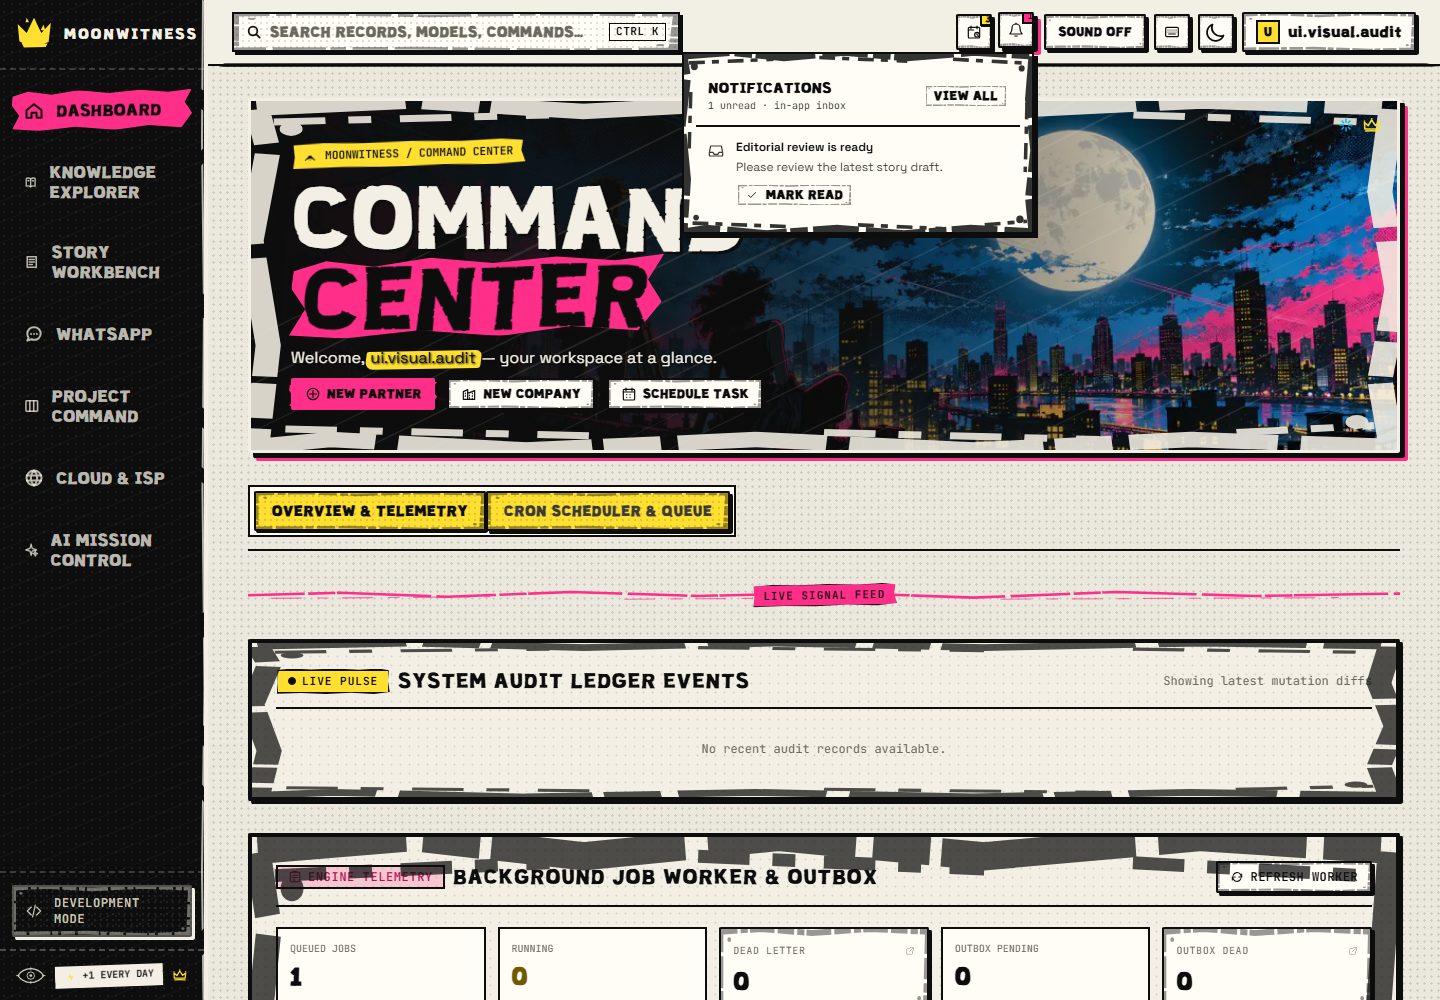 MOONWITNESS
SEARCH RECORDS, MODELS, COMMANDS...
CTRL K
SOUND OFF
U
ui.visual.audit
DASHBOARD
KNOWLEDGE
EXPLORER
STORY
WORKBENCH
WHATSAPP
PROJECT
COMMAND
CLOUD & ISP
AI MISSION
CONTROL
DEVELOPMENT
MODE
+1 EVERY DAY
NOTIFICATIONS
1 unread · in-app inbox
VIEW ALL
Editorial review is ready
Please review the latest story draft.
MARK READ
MOONWITNESS / COMMAND CENTER
COMMAND
CENTER
Welcome, ui.visual.audit — your workspace at a glance.
NEW PARTNER
NEW COMPANY
SCHEDULE TASK
OVERVIEW & TELEMETRY
CRON SCHEDULER & QUEUE
LIVE SIGNAL FEED
LIVE PULSE
SYSTEM AUDIT LEDGER EVENTS
Showing latest mutation diffs
No recent audit records available.
ENGINE TELEMETRY
BACKGROUND JOB WORKER & OUTBOX
REFRESH WORKER
QUEUED JOBS
1
RUNNING
0
DEAD LETTER
0
OUTBOX PENDING
0
OUTBOX DEAD
0